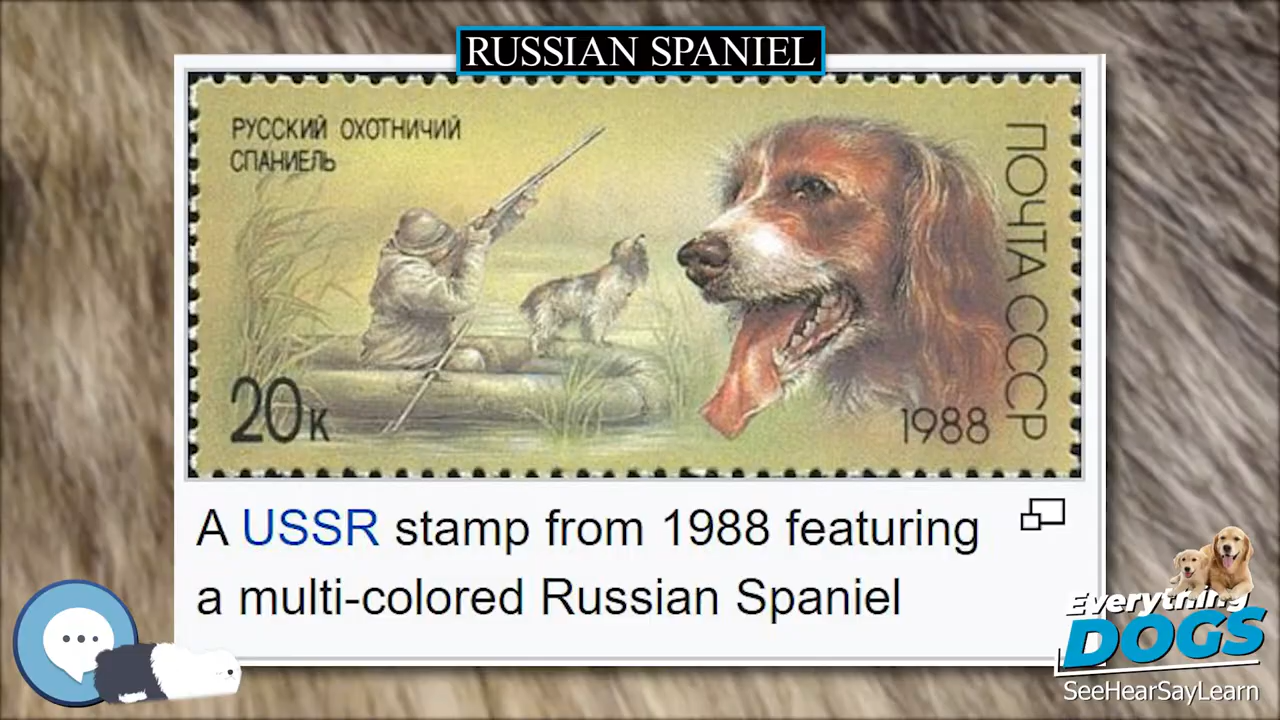 RUSSIAN SPANIEL
РУССКИЙ ОХОТНИЧИЙ
СПАНИЕЛЬ
ПОЧТА СССР
20к
1988
A USSR stamp from 1988 featuring
a multi-colored Russian Spaniel
Everything
DOGS
SeeHearSayLearn